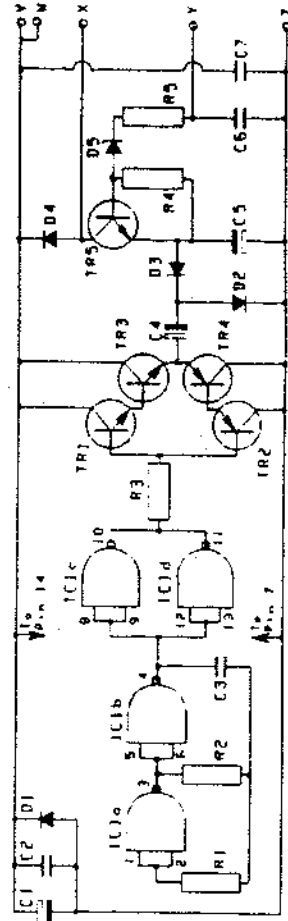 V
W
X
Y
Z
C7
R5
D5
C6
R4
C5
D4
TR5
D3
D2
C4
TR3
TR4
TR1
TR2
R3
10
IC1c
8
9
11
IC1d
12
13
To
Pin 14
To
Pin 7
4
IC1b
5
6
C3
3
IC1a
1
2
R2
R1
D1
C2
C1